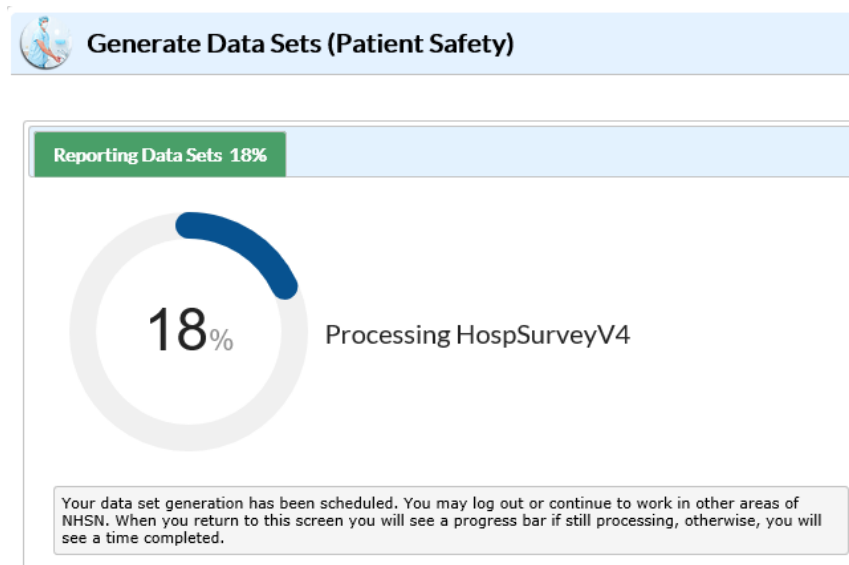 Generate Data Sets (Patient Safety)
Reporting Data Sets 18%
18%
Processing HospSurveyV4
Your data set generation has been scheduled. You may log out or continue to work in other areas of
NHSN. When you return to this screen you will see a progress bar if still processing, otherwise, you will
see a time completed.